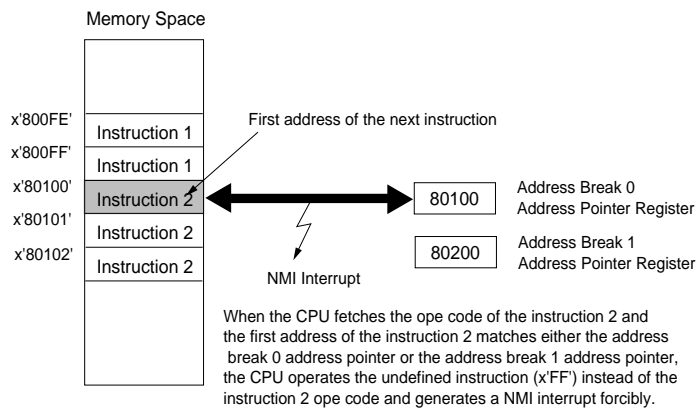 Memory Space
x'800FE'
Instruction 1
First address of the next instruction
x'800FF'
Instruction 1
x'80100'
Instruction 2
80100
Address Break 0
Address Pointer Register
x'80101'
Instruction 2
x'80102'
Instruction 2
80200
Address Break 1
Address Pointer Register
NMI Interrupt
When the CPU fetches the ope code of the instruction 2 and
the first address of the instruction 2 matches either the address
break 0 address pointer or the address break 1 address pointer,
the CPU operates the undefined instruction (x'FF') instead of the
instruction 2 ope code and generates a NMI interrupt forcibly.